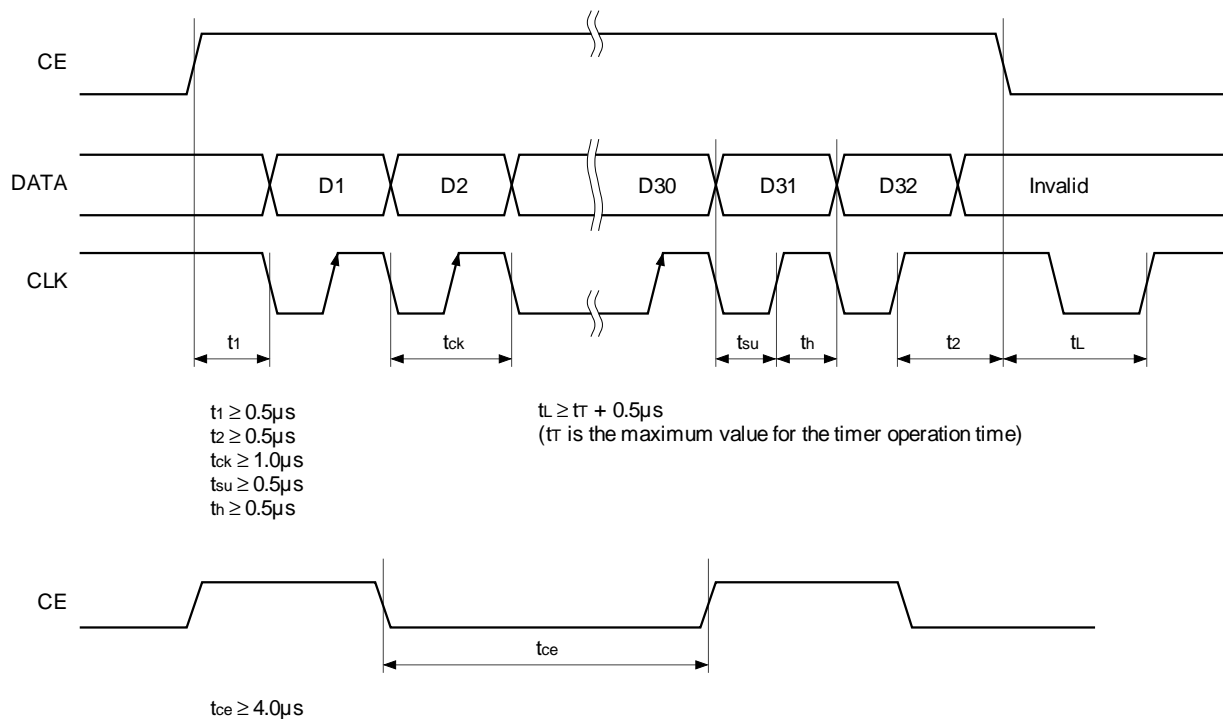 CE
DATA D1 D2 D30 D31 D32 Invalid
CLK
t1 tck tsu th t2 tL
t1 ≥ 0.5µs
t2 ≥ 0.5µs
tck ≥ 1.0µs
tsu ≥ 0.5µs
th ≥ 0.5µs
tL ≥ tT + 0.5µs
(tT is the maximum value for the timer operation time)
CE
tce
tce ≥ 4.0µs